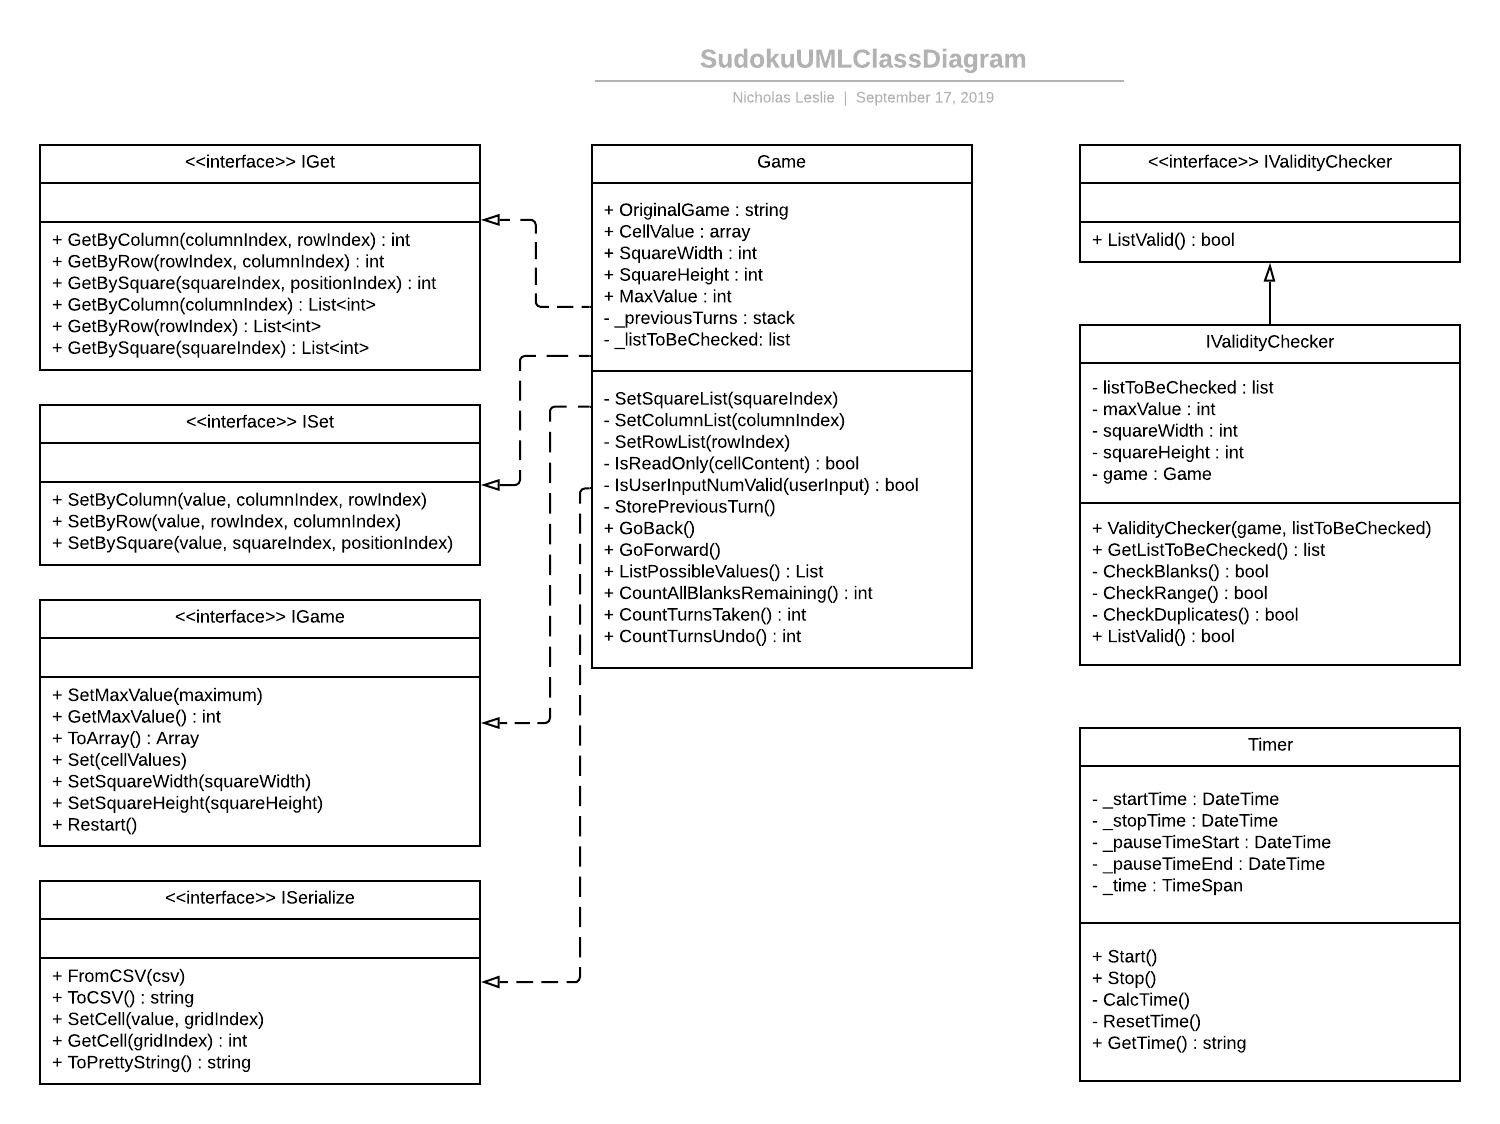 SudokuUMLClassDiagram
Nicholas Leslie | September 17, 2019
<<interface>> IGet
+ GetByColumn(columnIndex, rowIndex) : int
+ GetByRow(rowIndex, columnIndex) : int
+ GetBySquare(squareIndex, positionIndex) : int
+ GetByColumn(columnIndex) : List<int>
+ GetByRow(rowIndex) : List<int>
+ GetBySquare(squareIndex) : List<int>
<<interface>> ISet
+ SetByColumn(value, columnIndex, rowIndex)
+ SetByRow(value, rowIndex, columnIndex)
+ SetBySquare(value, squareIndex, positionIndex)
<<interface>> IGame
+ SetMaxValue(maximum)
+ GetMaxValue() : int
+ ToArray() : Array
+ Set(cellValues)
+ SetSquareWidth(squareWidth)
+ SetSquareHeight(squareHeight)
+ Restart()
<<interface>> ISerialize
+ FromCSV(csv)
+ ToCSV() : string
+ SetCell(value, gridIndex)
+ GetCell(gridIndex) : int
+ ToPrettyString() : string
Game
+ OriginalGame : string
+ CellValue : array
+ SquareWidth : int
+ SquareHeight : int
+ MaxValue : int
- _previousTurns : stack
- _listToBeChecked: list
- SetSquareList(squareIndex)
- SetColumnList(columnIndex)
- SetRowList(rowIndex)
- IsReadOnly(cellContent) : bool
- IsUserInputNumValid(userInput) : bool
- StorePreviousTurn()
+ GoBack()
+ GoForward()
+ ListPossibleValues() : List
+ CountAllBlanksRemaining() : int
+ CountTurnsTaken() : int
+ CountTurnsUndo() : int
<<interface>> IValidityChecker
+ ListValid() : bool
IValidityChecker
- listToBeChecked : list
- maxValue : int
- squareWidth : int
- squareHeight : int
- game : Game
+ ValidityChecker(game, listToBeChecked)
+ GetListToBeChecked() : list
- CheckBlanks() : bool
- CheckRange() : bool
- CheckDuplicates() : bool
+ ListValid() : bool
Timer
- _startTime : DateTime
- _stopTime : DateTime
- _pauseTimeStart : DateTime
- _pauseTimeEnd : DateTime
- _time : TimeSpan
+ Start()
+ Stop()
- CalcTime()
- ResetTime()
+ GetTime() : string